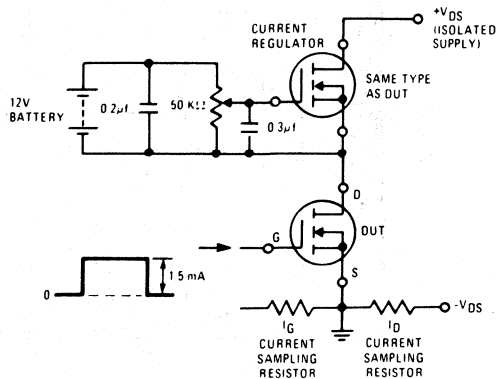 CURRENT
REGULATOR
+VDS
(ISOLATED
SUPPLY)
SAME TYPE
AS DUT
12V
BATTERY
0 2µf
50 KΩ
0 3µf
D
G
DUT
S
1 5 mA
0
-VDS
IG
CURRENT
SAMPLING
RESISTOR
ID
CURRENT
SAMPLING
RESISTOR